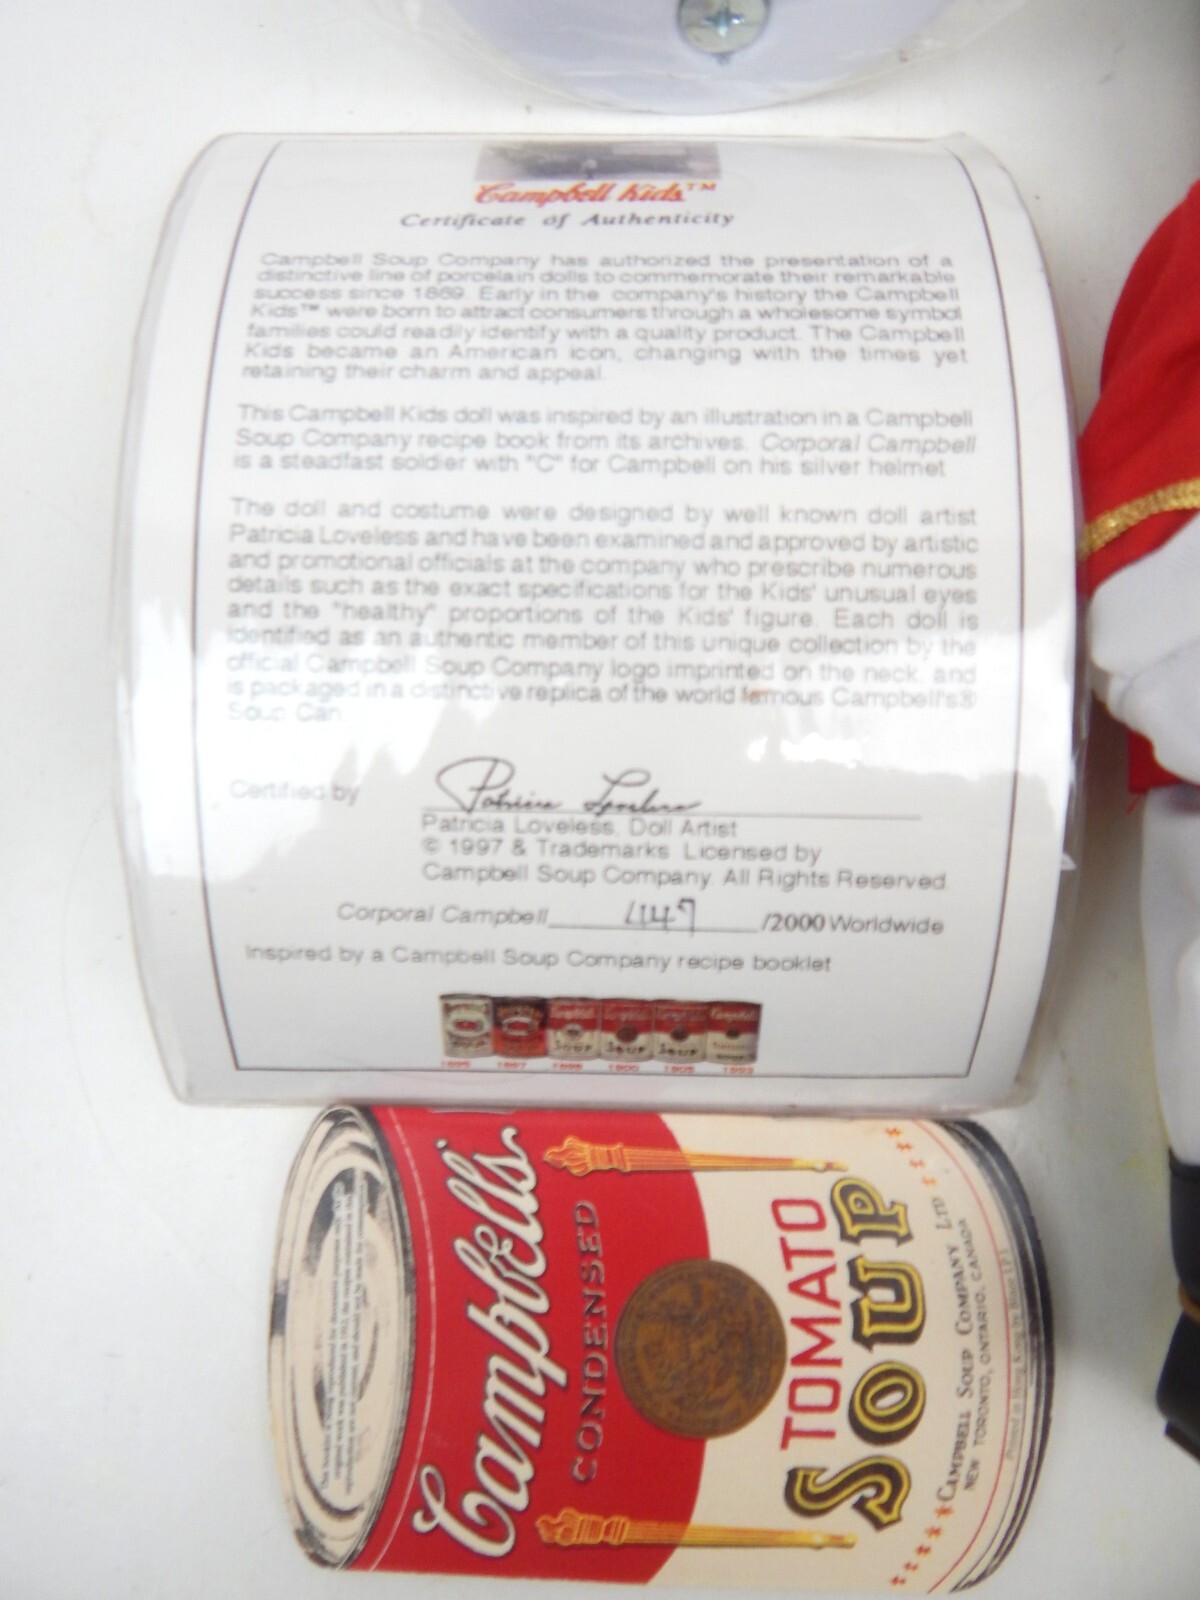 Campbell Kids™
Certificate of Authenticity
Campbell Soup Company has authorized the presentation of a
distinctive line of porcelain dolls to commemorate their remarkable
success since 1869. Early in the company's history the Campbell
Kids™ were born to attract consumers through a wholesome symbol
families could readily identify with a quality product. The Campbell
Kids became an American icon, changing with the times yet
retaining their charm and appeal.
This Campbell Kids doll was inspired by an illustration in a Campbell
Soup Company recipe book from its archives. Corporal Campbell
is a steadfast soldier with "C" for Campbell on his silver helmet
The doll and costume were designed by well known doll artist
Patricia Loveless and have been examined and approved by artistic
and promotional officials at the company who prescribe numerous
details such as the exact specifications for the Kids' unusual eyes
and the "healthy" proportions of the Kids' figure. Each doll is
identified as an authentic member of this unique collection by the
official Campbell Soup Company logo imprinted on the neck, and
is packaged in a distinctive replica of the world famous Campbell's®
Soup Can
Certified by Patricia Loveless
Patricia Loveless, Doll Artist
© 1997 & Trademarks Licensed by
Campbell Soup Company. All Rights Reserved.
Corporal Campbell 1147 /2000 Worldwide
Inspired by a Campbell Soup Company recipe booklet
Campbell's
CONDENSED
TOMATO
SOUP
CAMPBELL SOUP COMPANY LTD
NEW TORONTO, ONTARIO, CANADA